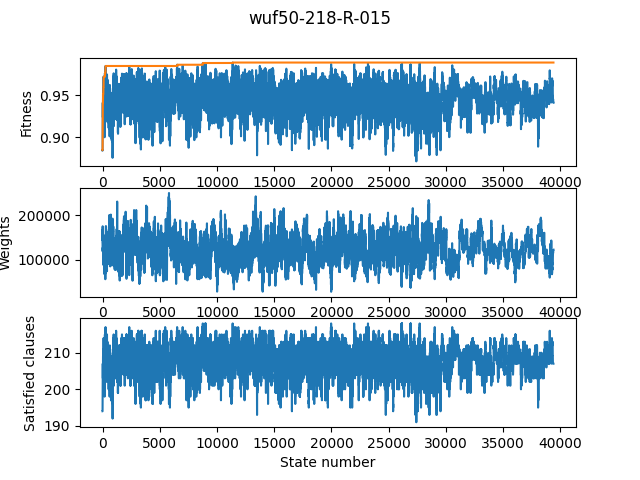 wuf50-218-R-015
0.95
0.90
Fitness
0 5000 10000 15000 20000 25000 30000 35000 40000
200000
100000
Weights
0 5000 10000 15000 20000 25000 30000 35000 40000
210
200
190
Satisfied clauses
0 5000 10000 15000 20000 25000 30000 35000 40000
State number